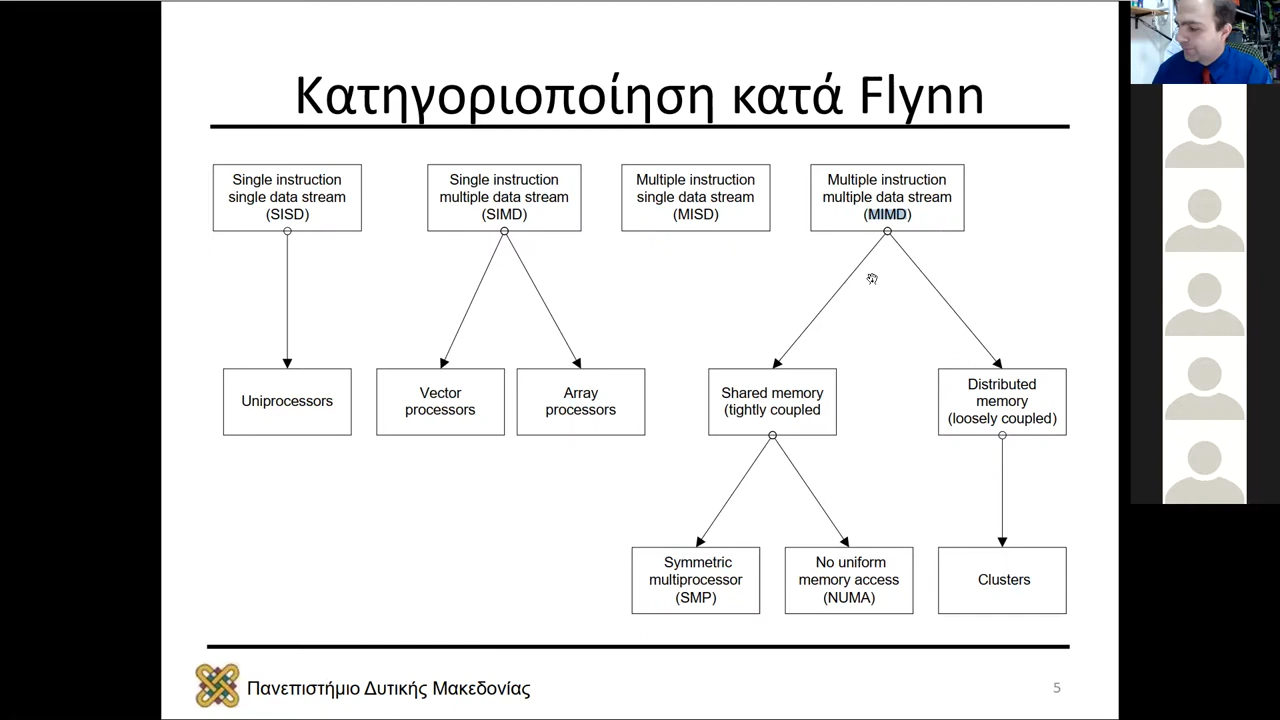 Κατηγοριοποίηση κατά Flynn
Single instruction
single data stream
(SISD)
Single instruction
multiple data stream
(SIMD)
Multiple instruction
single data stream
(MISD)
Multiple instruction
multiple data stream
(MIMD)
Uniprocessors
Vector
processors
Array
processors
Shared memory
(tightly coupled
Distributed
memory
(loosely coupled)
Symmetric
multiprocessor
(SMP)
No uniform
memory access
(NUMA)
Clusters
Πανεπιστήμιο Δυτικής Μακεδονίας
5